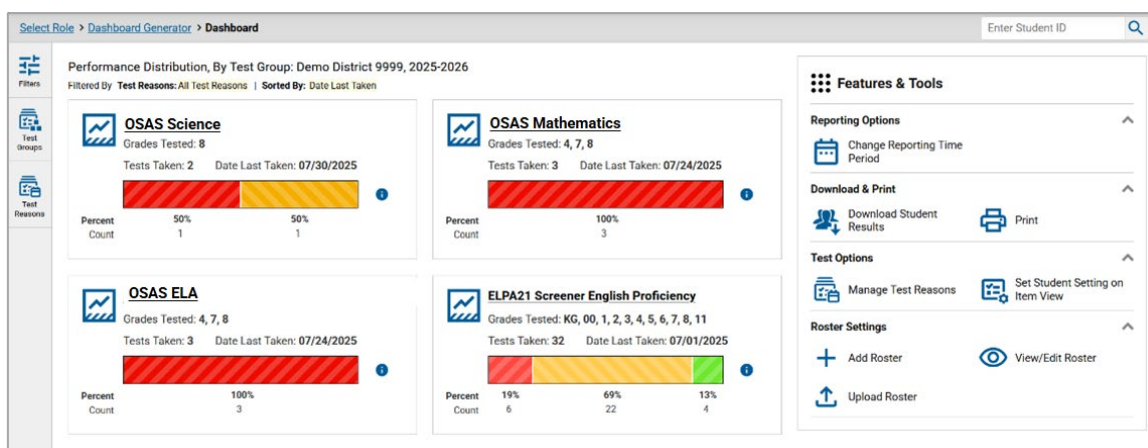 Select Role > Dashboard Generator > Dashboard
Enter Student ID
Filters
Test
Groups
Test
Reasons
Performance Distribution, By Test Group: Demo District 9999, 2025-2026
Filtered By Test Reasons: All Test Reasons | Sorted By: Date Last Taken
OSAS Science
Grades Tested: 8
Tests Taken: 2 Date Last Taken: 07/30/2025
Percent 50% 50%
Count 1 1
OSAS Mathematics
Grades Tested: 4, 7, 8
Tests Taken: 3 Date Last Taken: 07/24/2025
Percent 100%
Count 3
OSAS ELA
Grades Tested: 4, 7, 8
Tests Taken: 3 Date Last Taken: 07/24/2025
Percent 100%
Count 3
ELPA21 Screener English Proficiency
Grades Tested: KG, 00, 1, 2, 3, 4, 5, 6, 7, 8, 11
Tests Taken: 32 Date Last Taken: 07/01/2025
Percent 19% 69% 13%
Count 6 22 4
Features & Tools
Reporting Options
Change Reporting Time
Period
Download & Print
Download Student
Results
Print
Test Options
Manage Test Reasons
Set Student Setting on
Item View
Roster Settings
Add Roster
View/Edit Roster
Upload Roster